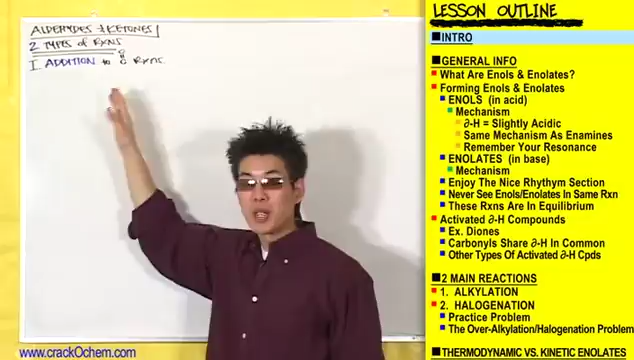 ALDEHYDES & KETONES
2 TYPES of RXNS
I ADDITION to C RXNS
O
www.crackOchem.com
LESSON OUTLINE
INTRO
GENERAL INFO
What Are Enols & Enolates?
Forming Enols & Enolates
ENOLS (in acid)
Mechanism
∂-H = Slightly Acidic
Same Mechanism As Enamines
Remember Your Resonance
ENOLATES (in base)
Mechanism
Enjoy The Nice Rhythym Section
Never See Enols/Enolates In Same Rxn
These Rxns Are In Equilibrium
Activated ∂-H Compounds
Ex. Diones
Carbonyls Share ∂-H In Common
Other Types Of Activated ∂-H Cpds
2 MAIN REACTIONS
1. ALKYLATION
2. HALOGENATION
Practice Problem
The Over-Alkylation/Halogenation Problem
THERMODYNAMIC VS. KINETIC ENOLATES